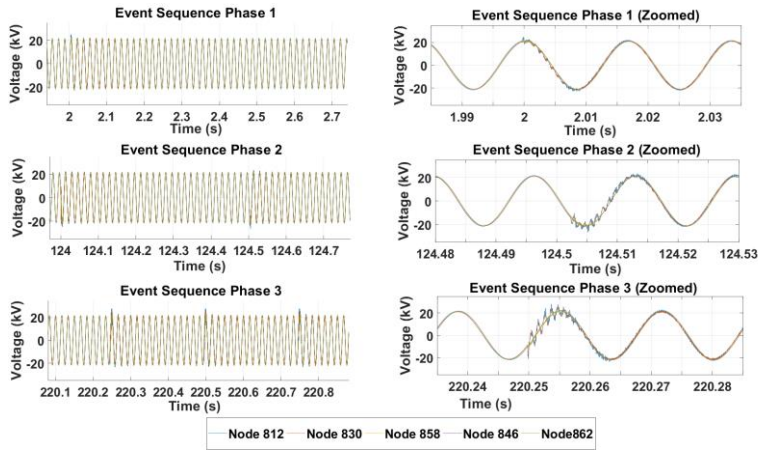 Event Sequence Phase 1
Voltage (kV)
20
0
-20
2 2.1 2.2 2.3 2.4 2.5 2.6 2.7
Time (s)
Event Sequence Phase 1 (Zoomed)
Voltage (kV)
20
0
-20
1.99 2 2.01 2.02 2.03
Time (s)
Event Sequence Phase 2
Voltage (kV)
20
0
-20
124 124.1 124.2 124.3 124.4 124.5 124.6 124.7
Time (s)
Event Sequence Phase 2 (Zoomed)
Voltage (kV)
20
0
-20
124.48 124.49 124.5 124.51 124.52 124.53
Time (s)
Event Sequence Phase 3
Voltage (kV)
20
0
-20
220.1 220.2 220.3 220.4 220.5 220.6 220.7 220.8
Time (s)
Event Sequence Phase 3 (Zoomed)
Voltage (kV)
20
0
-20
220.24 220.25 220.26 220.27 220.28
Time (s)
Node 812 Node 830 Node 858 Node 846 Node862